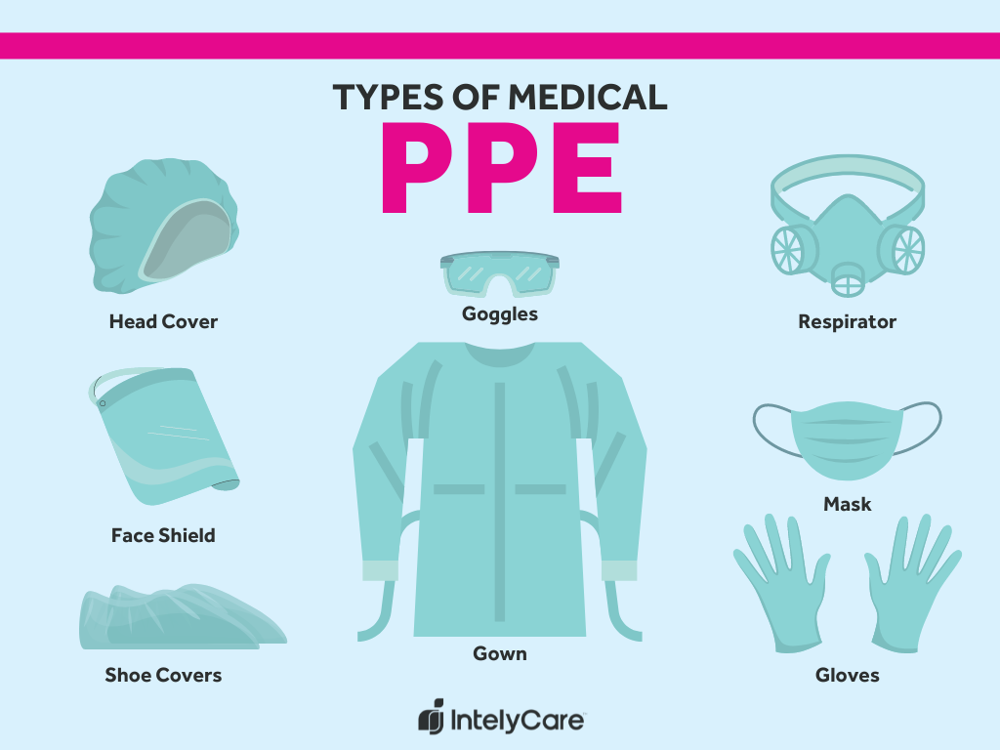 TYPES OF MEDICAL
PPE
Head Cover
Goggles
Respirator
Face Shield
Mask
Shoe Covers
Gown
Gloves
IntelyCare